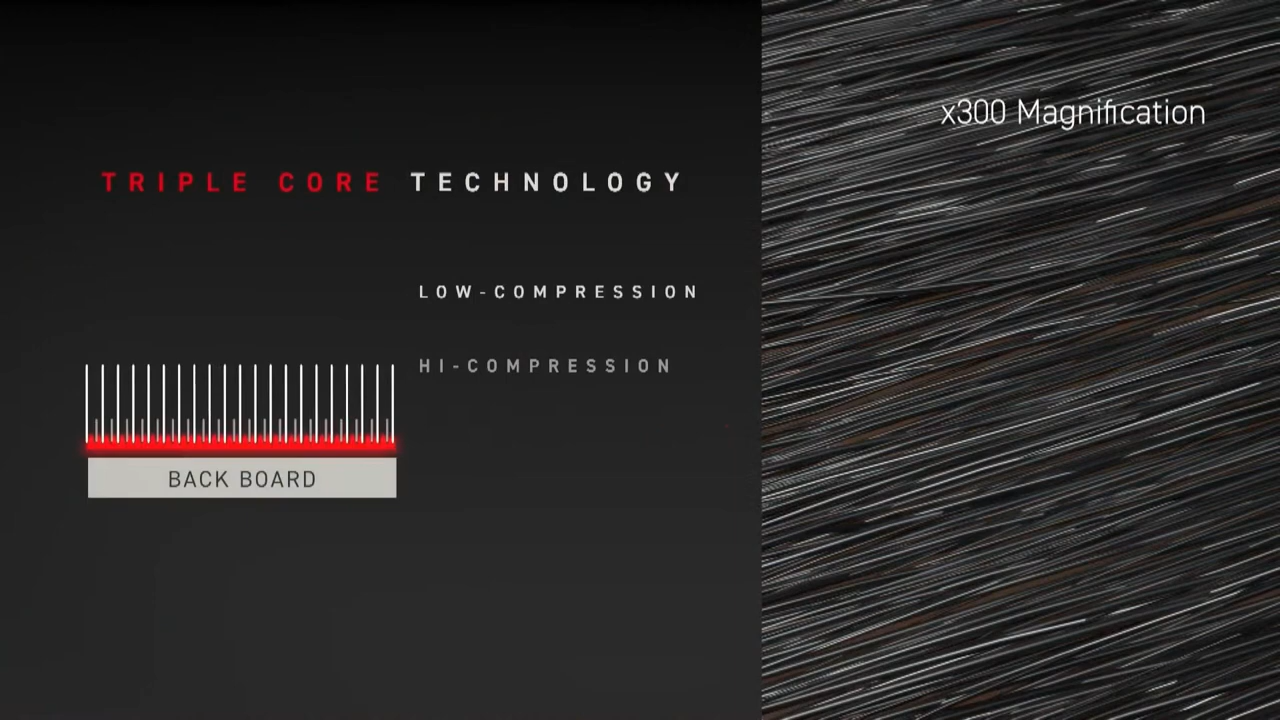 x300 Magnification
TRIPLE CORE TECHNOLOGY
LOW-COMPRESSION
HI-COMPRESSION
BACK BOARD